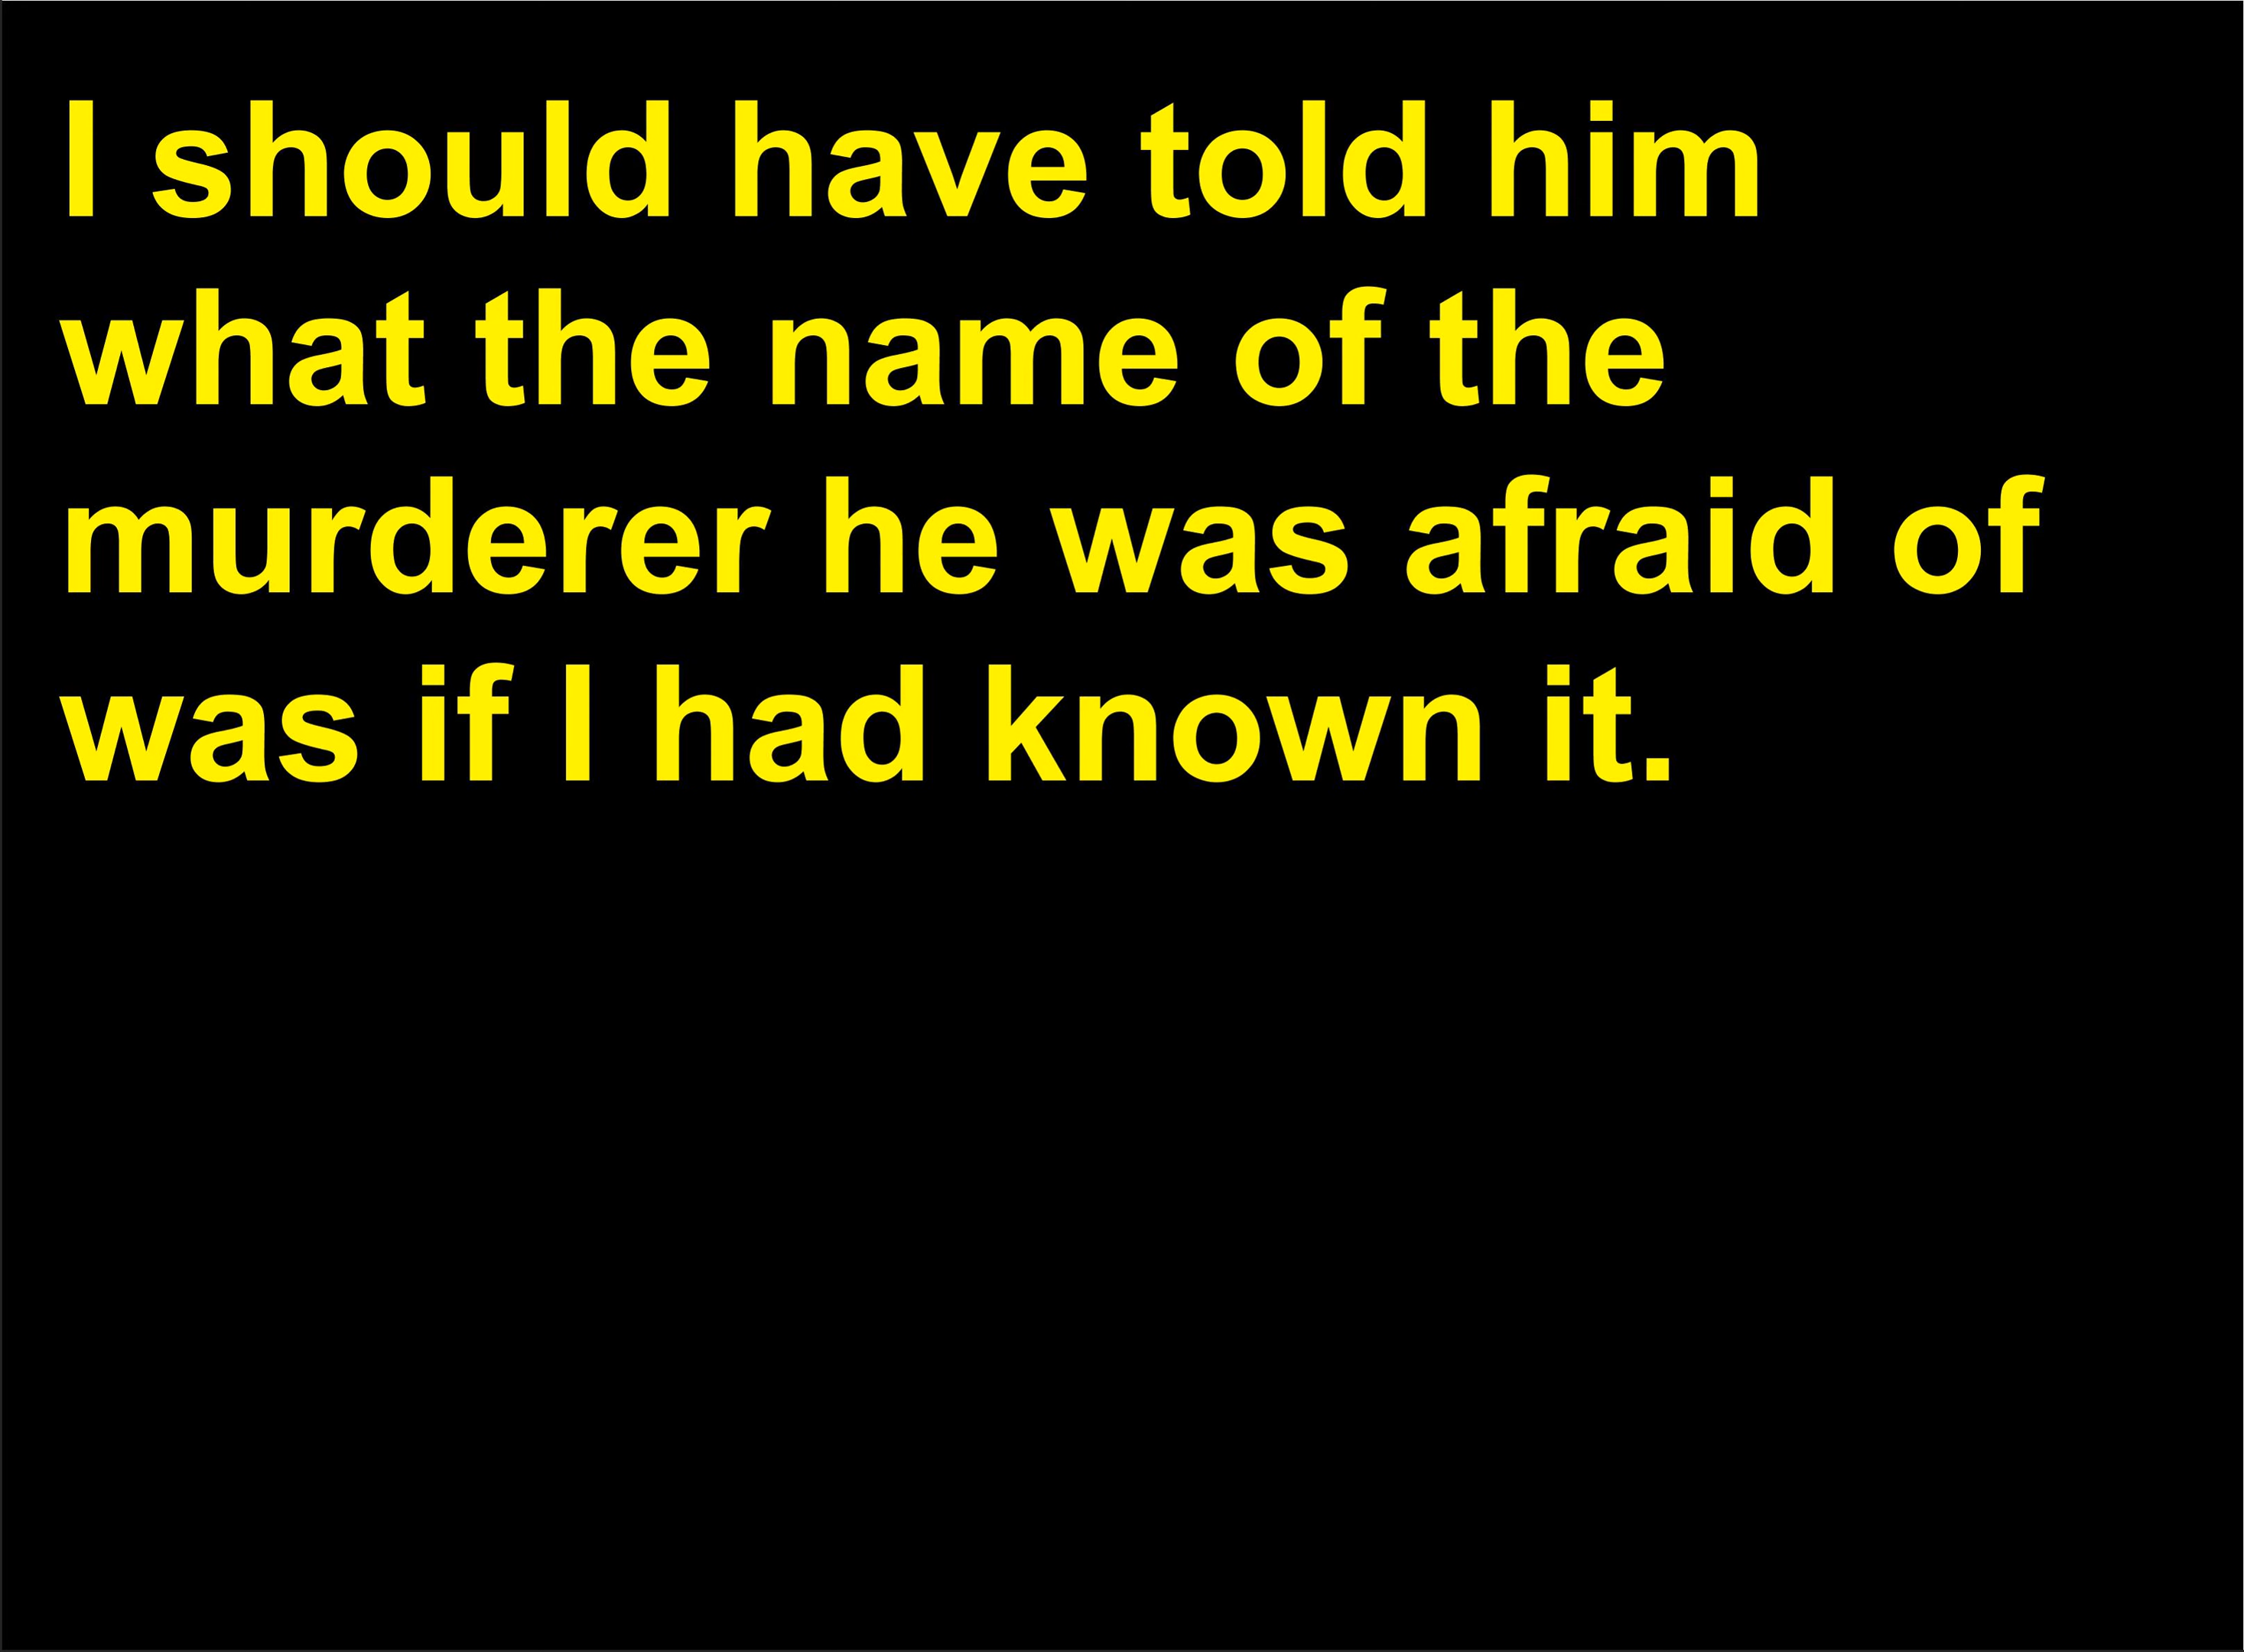 I should have told him
what the name of the
murderer he was afraid of
was if I had known it.